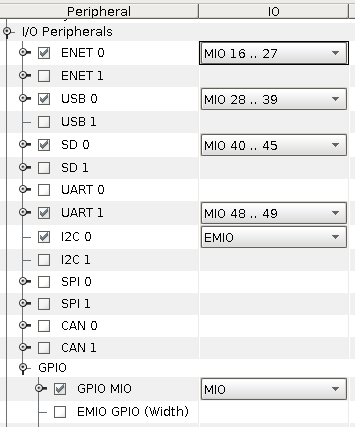 Peripheral IO
I/O Peripherals
ENET 0 MIO 16 .. 27
ENET 1
USB 0 MIO 28 .. 39
USB 1
SD 0 MIO 40 .. 45
SD 1
UART 0
UART 1 MIO 48 .. 49
I2C 0 EMIO
I2C 1
SPI 0
SPI 1
CAN 0
CAN 1
GPIO
GPIO MIO MIO
EMIO GPIO (Width)